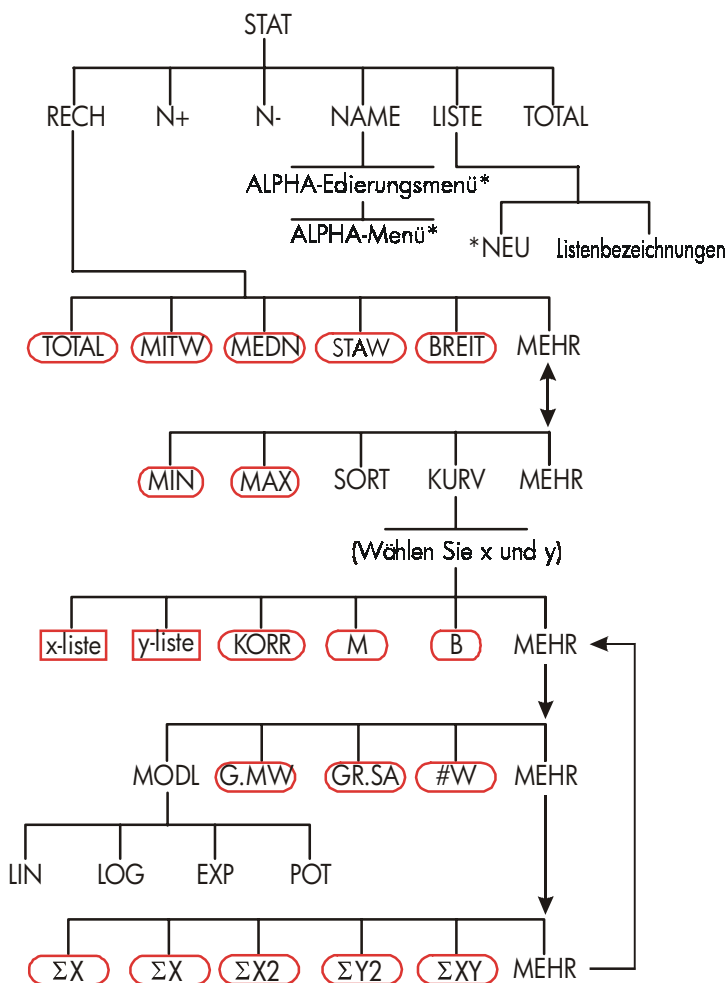 STAT
RECH N+ N- NAME LISTE TOTAL
ALPHA-Edierungsmenü*
ALPHA-Menü*
*NEU Listenbezeichnungen
TOTAL MITW MEDN STAW BREIT MEHR
MIN MAX SORT KURV MEHR
(Wählen Sie x und y)
x-liste y-liste KORR M B MEHR
MODL G.MW GR.SA #W MEHR
LIN LOG EXP POT
ΣX ΣX ΣX2 ΣY2 ΣXY MEHR